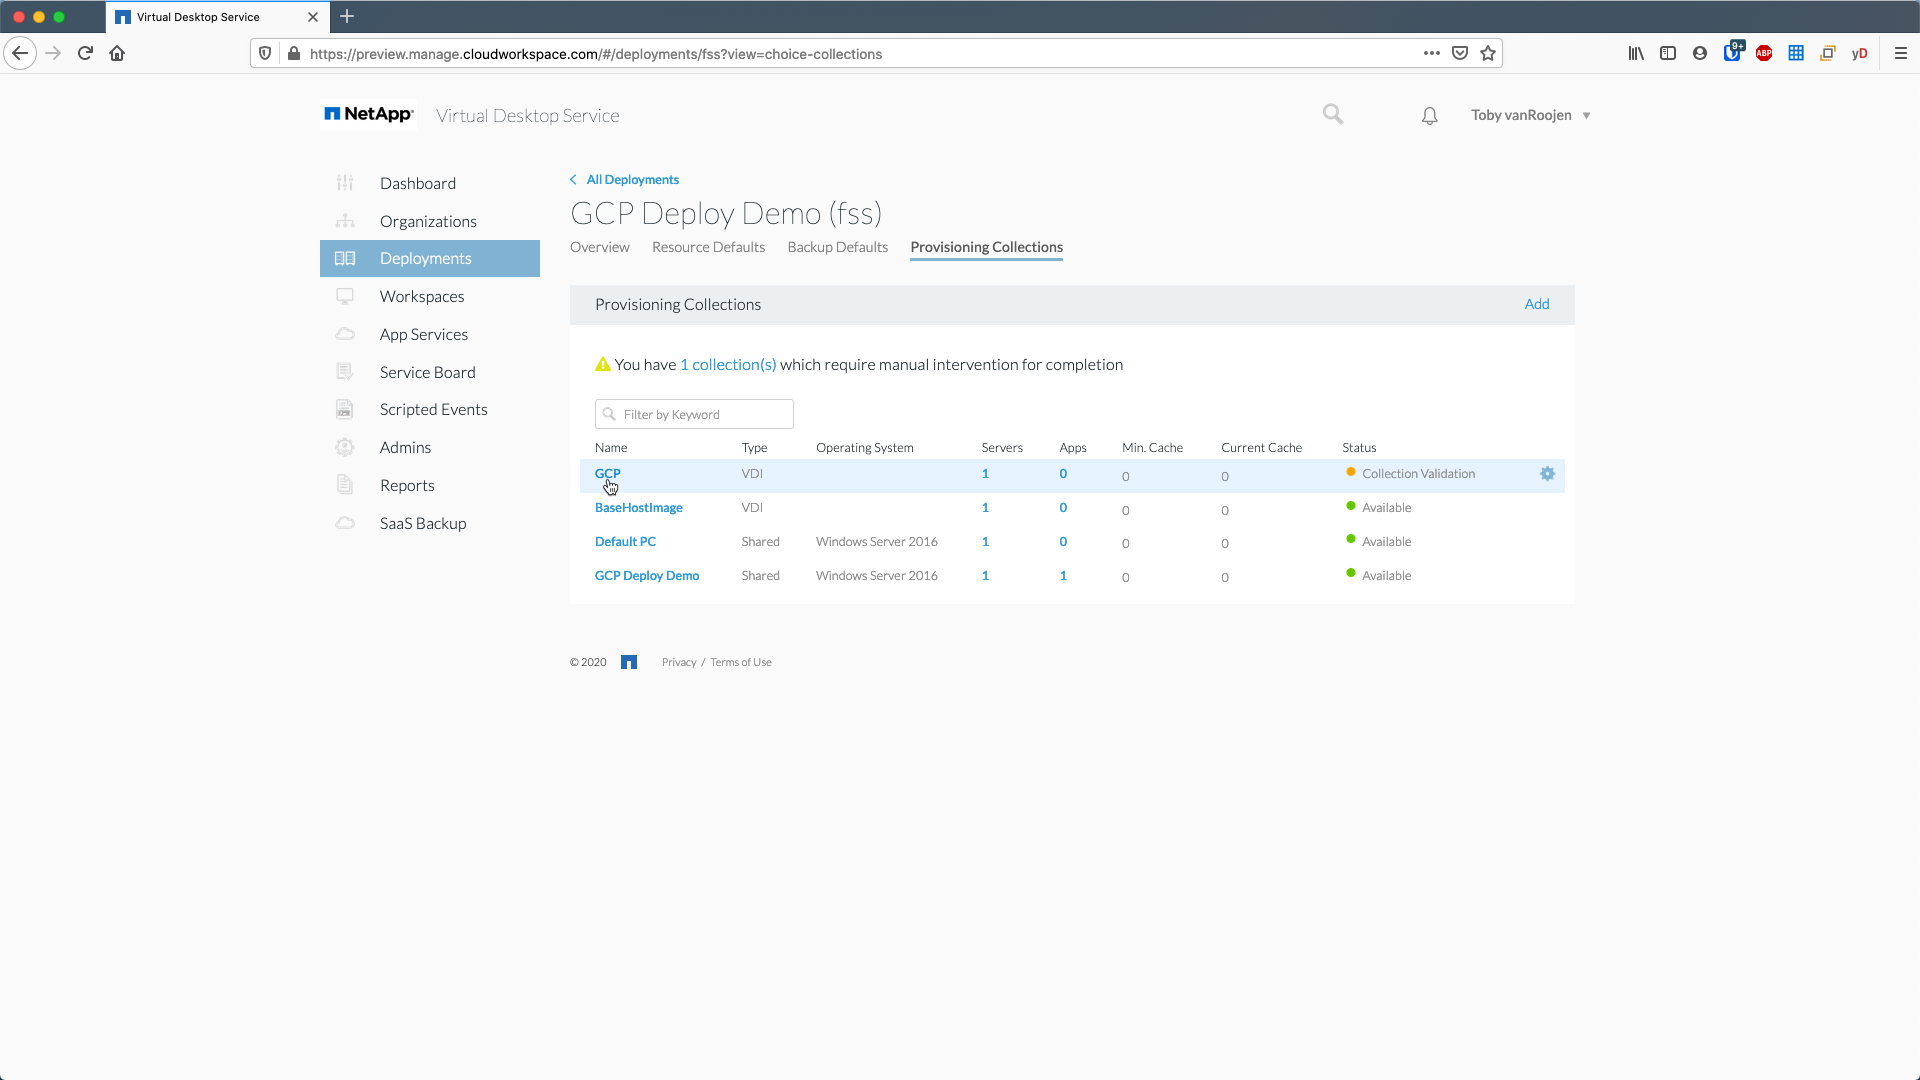 Virtual Desktop Service
https://preview.manage.cloudworkspace.com/#/deployments/fss?view=choice-collections
9+
ABP
yD
NetApp
Virtual Desktop Service
Toby vanRoojen
Dashboard
Organizations
Deployments
Workspaces
App Services
Service Board
Scripted Events
Admins
Reports
SaaS Backup
All Deployments
GCP Deploy Demo (fss)
Overview Resource Defaults Backup Defaults Provisioning Collections
Provisioning Collections Add
You have 1 collection(s) which require manual intervention for completion
Filter by Keyword
Name Type Operating System Servers Apps Min. Cache Current Cache Status
GCP VDI 1 0 0 0 Collection Validation
BaseHostImage VDI 1 0 0 0 Available
Default PC Shared Windows Server 2016 1 0 0 0 Available
GCP Deploy Demo Shared Windows Server 2016 1 1 0 0 Available
© 2020 Privacy / Terms of Use